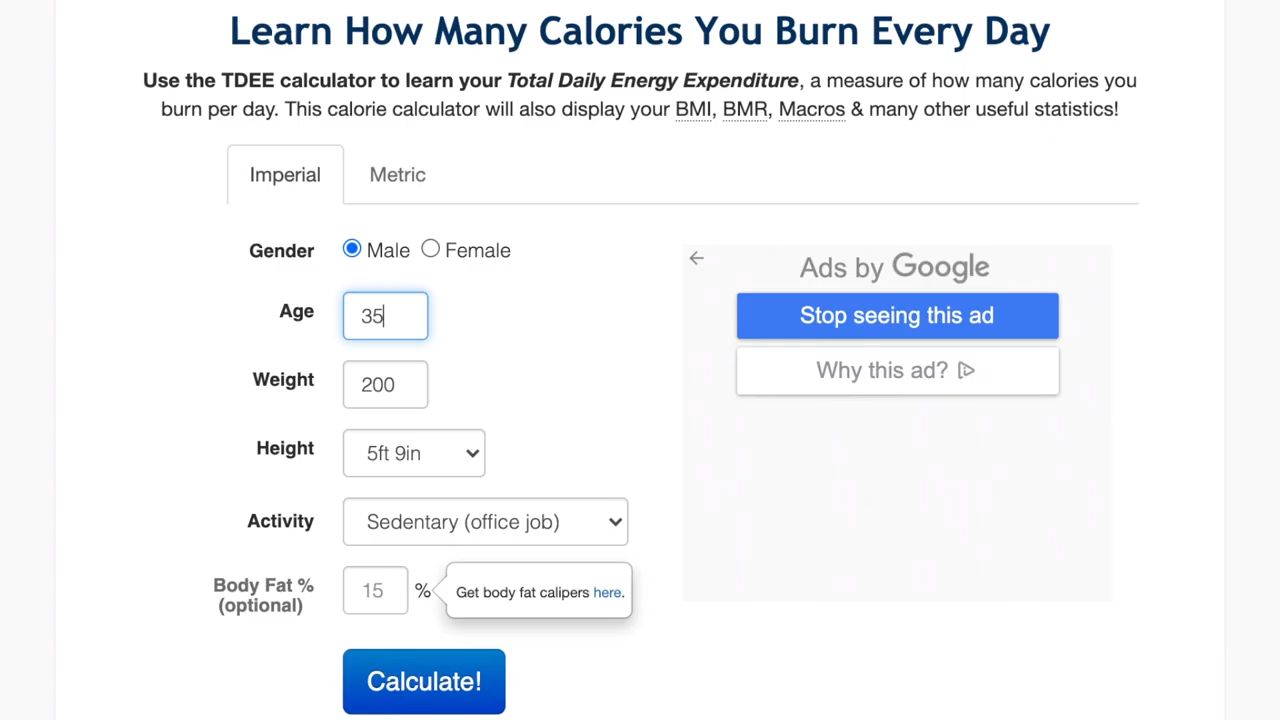 Learn How Many Calories You Burn Every Day
Use the TDEE calculator to learn your Total Daily Energy Expenditure, a measure of how many calories you
burn per day. This calorie calculator will also display your BMI, BMR, Macros & many other useful statistics!
Imperial Metric
Gender Male Female
Age 35
Weight 200
Height 5ft 9in
Activity Sedentary (office job)
Body Fat %
(optional)
15 % Get body fat calipers here.
Calculate!
Ads by Google
Stop seeing this ad
Why this ad?